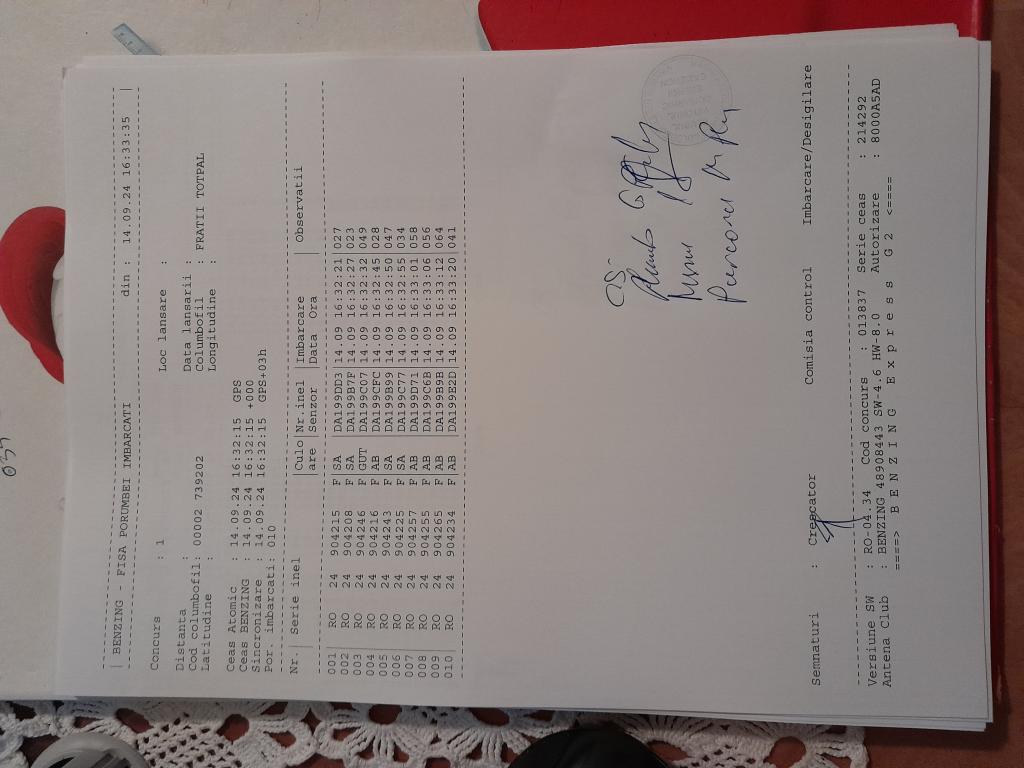 | BENZING - FISA PORUMBEI IMBARCATI din : 14.09.24 16:33:35 |
Concurs : 1 Loc lansare :
Distanta : Data lansarii :
Cod columbofil: 00002 739202 Columbofil : FRATII TOTPAL
Latitudine : Longitudine :
Ceas Atomic : 14.09.24 16:32:15 GPS
Ceas BENZING : 14.09.24 16:32:15 +000
Sincronizare : 14.09.24 16:32:15 GPS+03h
Por. imbarcati: 010
Nr.| Serie inel |Culo|Nr.inel |Imbarcare | Observatii
| |are |Senzor |Data Ora |
001| RO 24 904215 F|SA |DA199DD3|14.09 16:32:21|027
002| RO 24 904208 F|SA |DA199B7F|14.09 16:32:27|023
003| RO 24 904246 F|GUT |DA199C07|14.09 16:32:32|049
004| RO 24 904216 F|AB |DA199CFC|14.09 16:32:45|028
005| RO 24 904243 F|SA |DA199B99|14.09 16:32:50|047
006| RO 24 904225 F|SA |DA199C77|14.09 16:32:55|034
007| RO 24 904257 F|AB |DA199D71|14.09 16:33:01|058
008| RO 24 904255 F|AB |DA199C6B|14.09 16:33:06|056
009| RO 24 904265 F|AB |DA199B9B|14.09 16:33:12|064
010| RO 24 904234 F|AB |DA199E2D|14.09 16:33:20|041
Semnaturi : Crescator Comisia control Imbarcare/Desigilare
Versiune SW : RO-04.34 Cod concurs : 013837 Serie ceas : 214292
Antena Club : BENZING 48908443 SW-4.6 HW-8.0 Autorizare : 8000A5AD
====> B E N Z I N G E x p r e s s G 2 <====